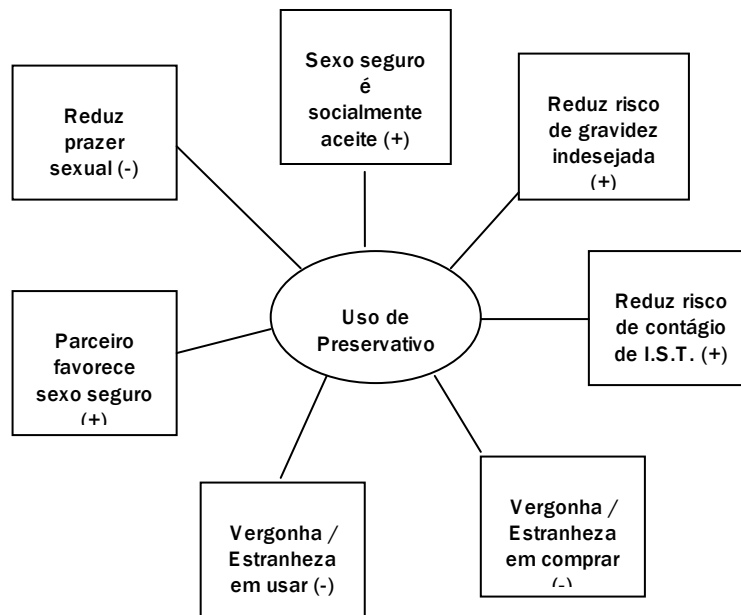 Sexo seguro
é
socialmente
aceite (+)
Reduz
prazer
sexual (-)
Reduz risco
de gravidez
indesejada
(+)
Uso de
Preservativo
Reduz risco
de contágio
de I.S.T. (+)
Parceiro
favorece
sexo seguro
(+)
Vergonha /
Estranheza
em usar (-)
Vergonha /
Estranheza
em comprar
(-)